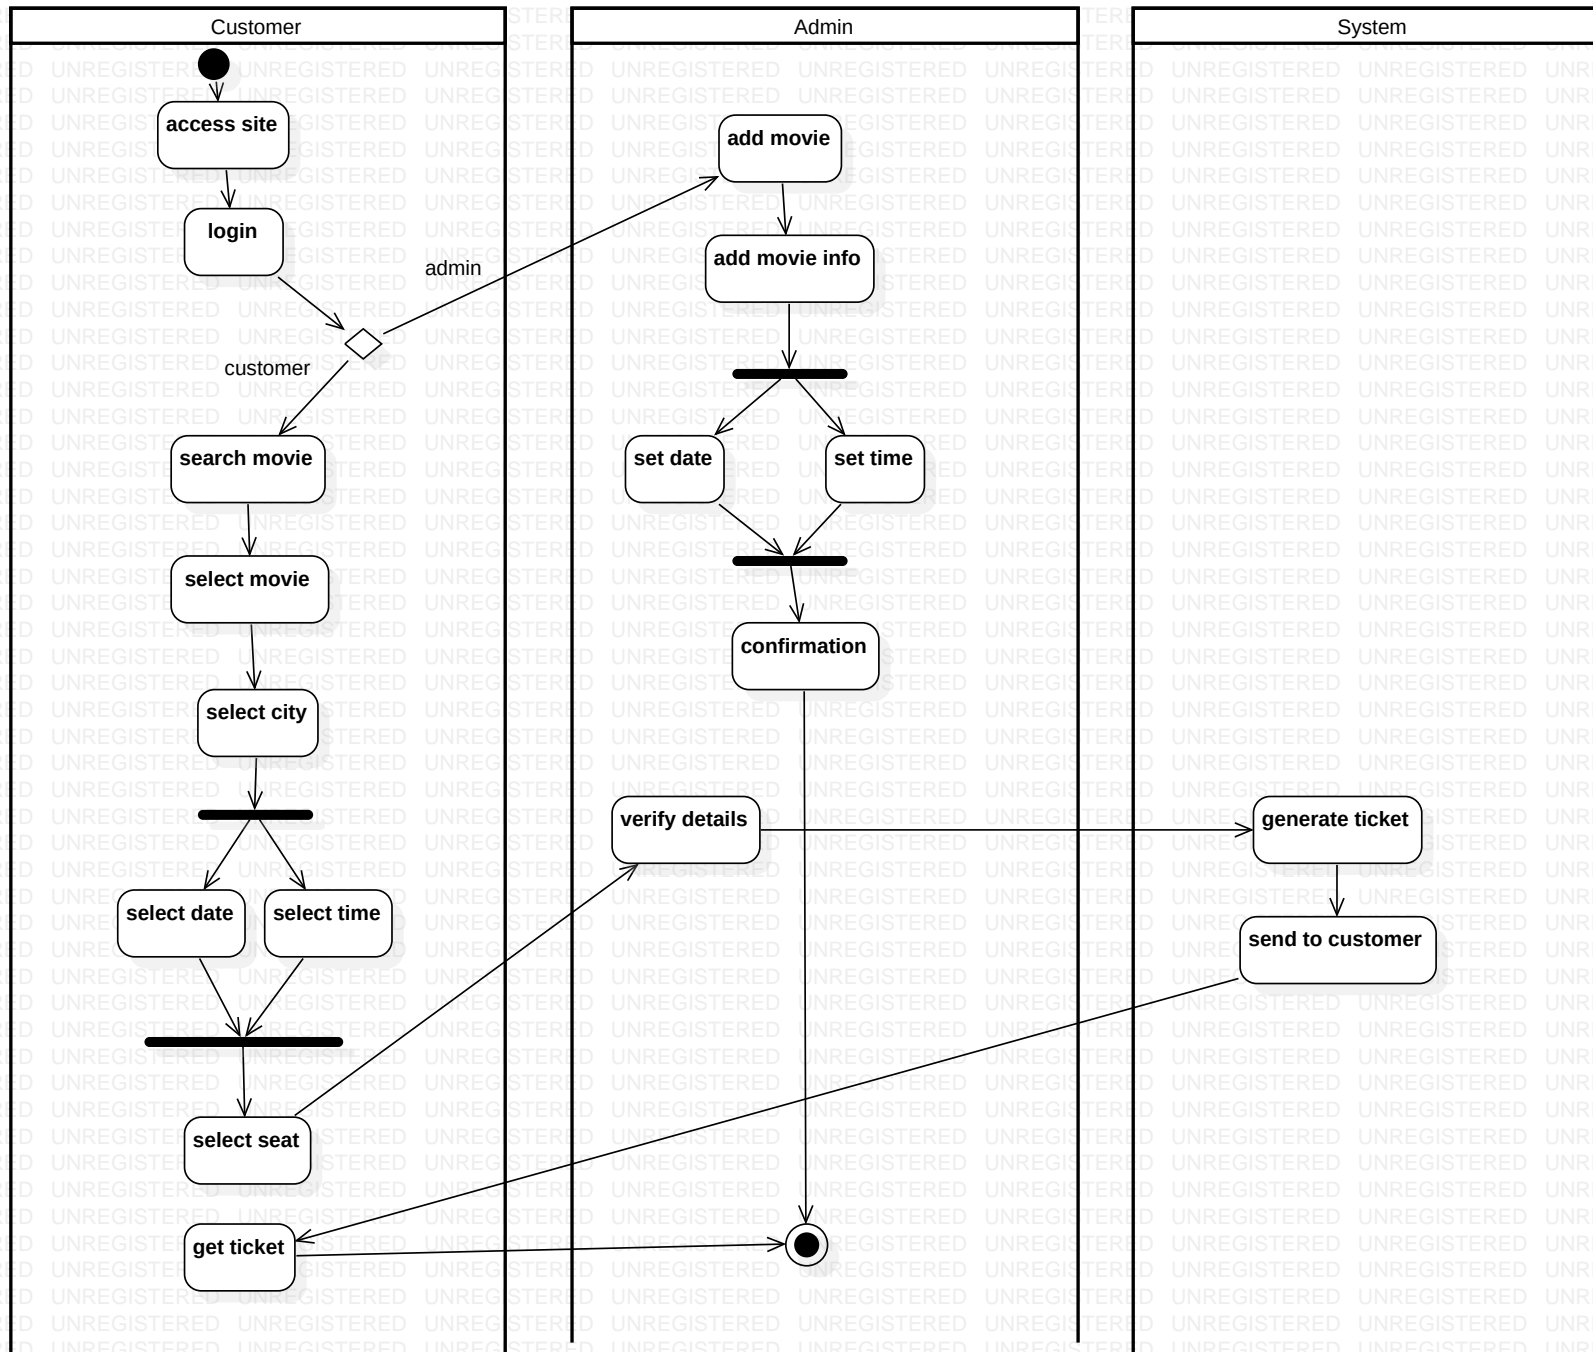 Customer
Admin
System
access site
login
admin
customer
search movie
select movie
select city
select date
select time
select seat
get ticket
add movie
add movie info
set date
set time
confirmation
verify details
generate ticket
send to customer
UNREGISTERED